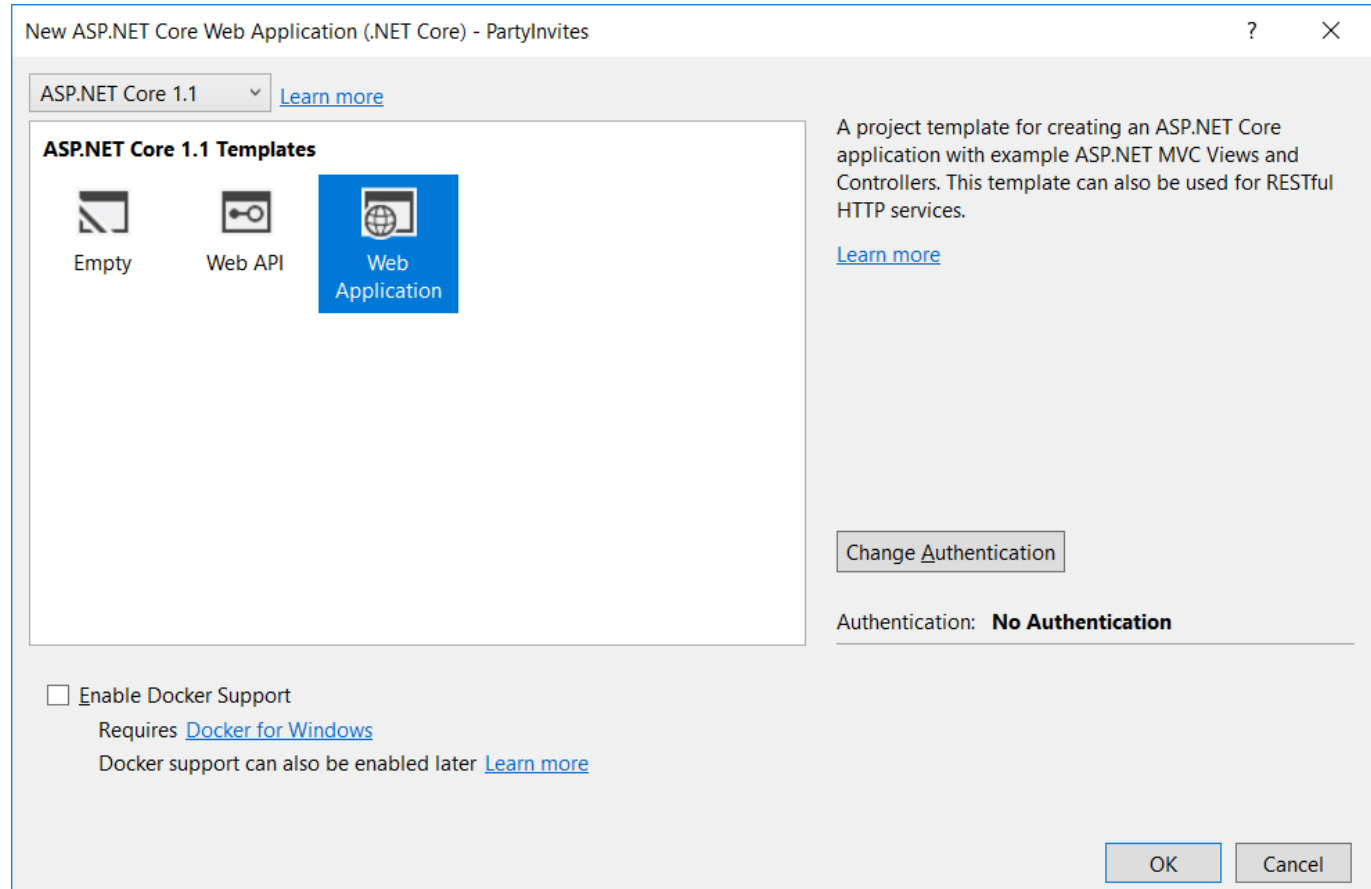 New ASP.NET Core Web Application (.NET Core) - PartyInvites
?
ASP.NET Core 1.1
Learn more
ASP.NET Core 1.1 Templates
Empty
Web API
Web
Application
A project template for creating an ASP.NET Core
application with example ASP.NET MVC Views and
Controllers. This template can also be used for RESTful
HTTP services.
Learn more
Change Authentication
Authentication: No Authentication
Enable Docker Support
Requires Docker for Windows
Docker support can also be enabled later Learn more
OK
Cancel